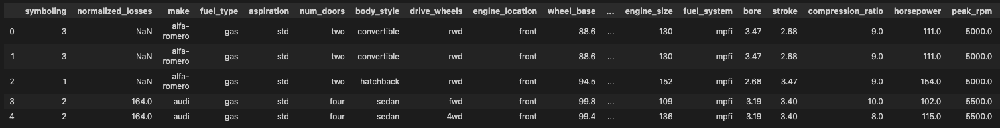 symboling normalized_losses make fuel_type aspiration num_doors body_style drive_wheels engine_location wheel_base ... engine_size fuel_system bore stroke compression_ratio horsepower peak_rpm
0 3 NaN alfa-romero gas std two convertible rwd front 88.6 ... 130 mpfi 3.47 2.68 9.0 111.0 5000.0
1 3 NaN alfa-romero gas std two convertible rwd front 88.6 ... 130 mpfi 3.47 2.68 9.0 111.0 5000.0
2 1 NaN alfa-romero gas std two hatchback rwd front 94.5 ... 152 mpfi 2.68 3.47 9.0 154.0 5000.0
3 2 164.0 audi gas std four sedan fwd front 99.8 ... 109 mpfi 3.19 3.40 10.0 102.0 5500.0
4 2 164.0 audi gas std four sedan 4wd front 99.4 ... 136 mpfi 3.19 3.40 8.0 115.0 5500.0